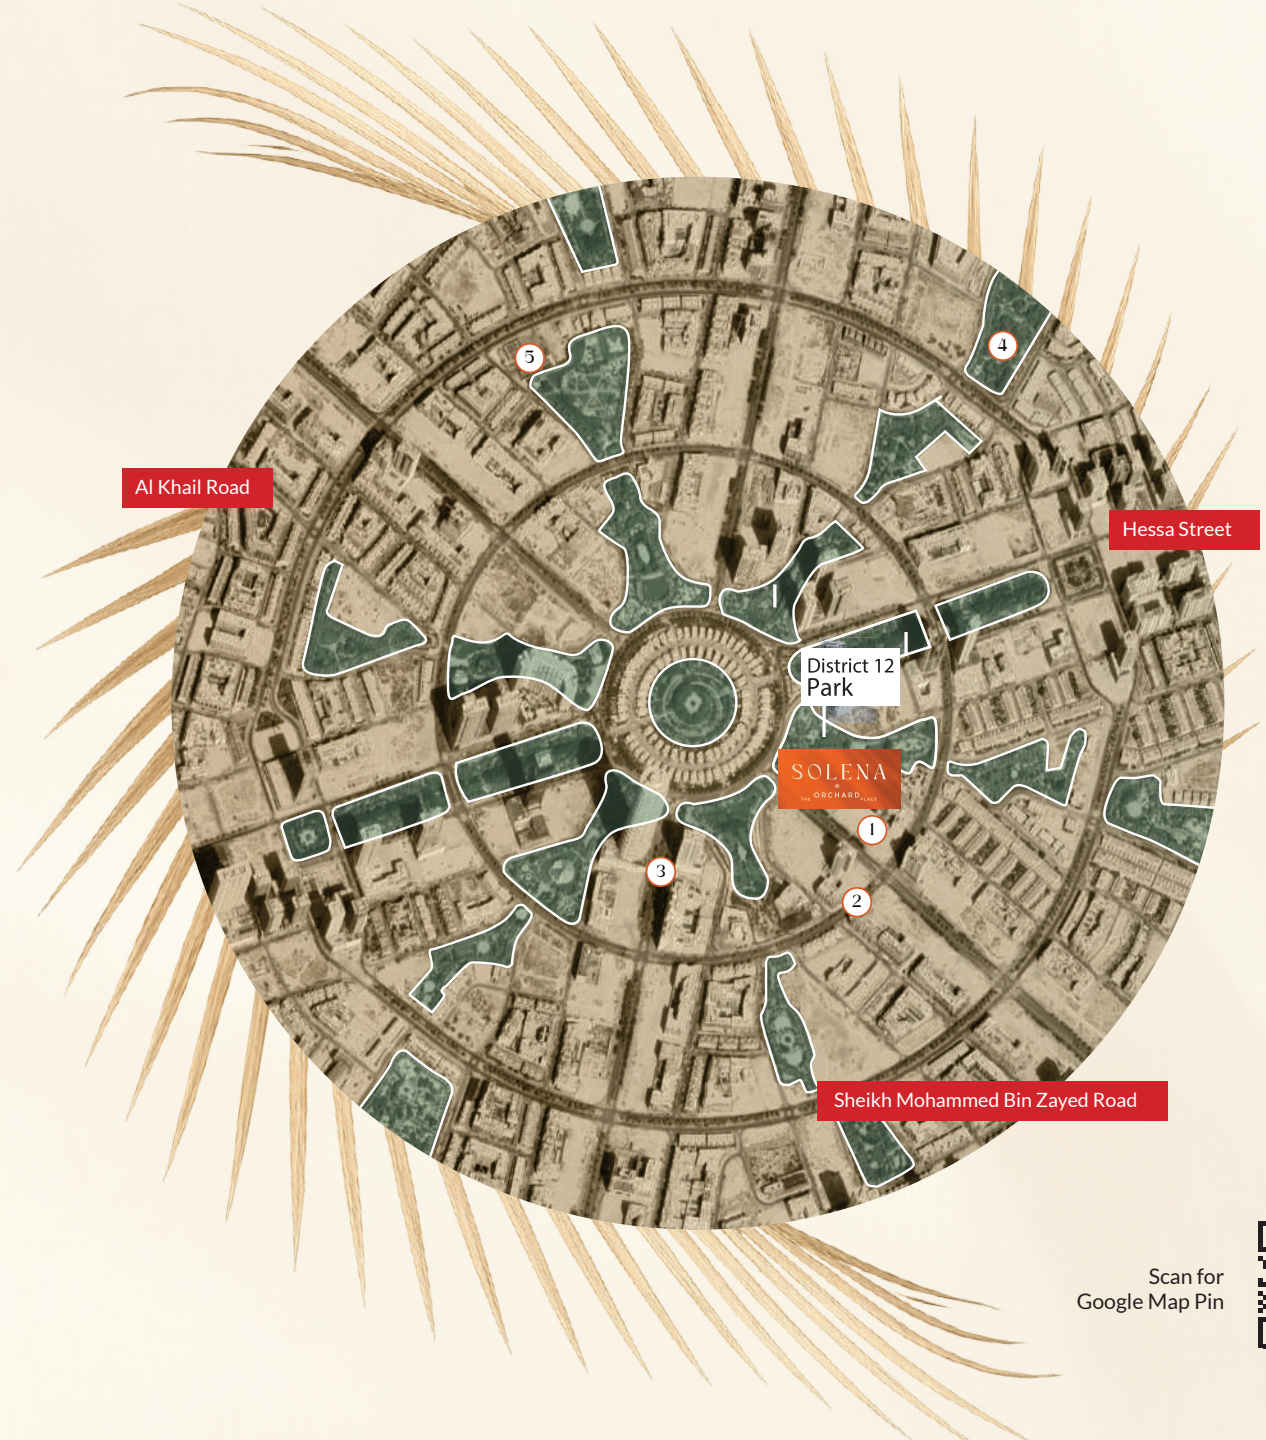 5
4
Al Khail Road
Hessa Street
District 12
Park
SOLENA
THE ORCHARD PLACE
1
3
2
Sheikh Mohammed Bin Zayed Road
Scan for
Google Map Pin